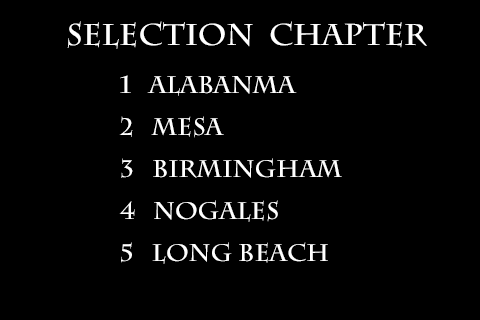 SELECTION CHAPTER
1 ALABANMA
2 MESA
3 BIRMINGHAM
4 NOGALES
5 LONG BEACH